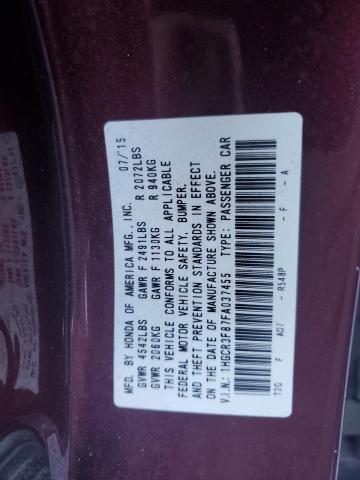 MFD. BY HONDA OF AMERICA MFG., INC. 07/'15
GVWR 4542LBS GAWR F 2491LBS R 2072LBS
GVWR 2060KG GAWR F 1130KG R 940KG
THIS VEHICLE CONFORMS TO ALL APPLICABLE
FEDERAL MOTOR VEHICLE SAFETY, BUMPER,
AND THEFT PREVENTION STANDARDS IN EFFECT
ON THE DATE OF MANUFACTURE SHOWN ABOVE.
V.I.N.: 1HGCR3F87FA037455 TYPE: PASSENGER CAR
T2G F A07 - R548P - F - A